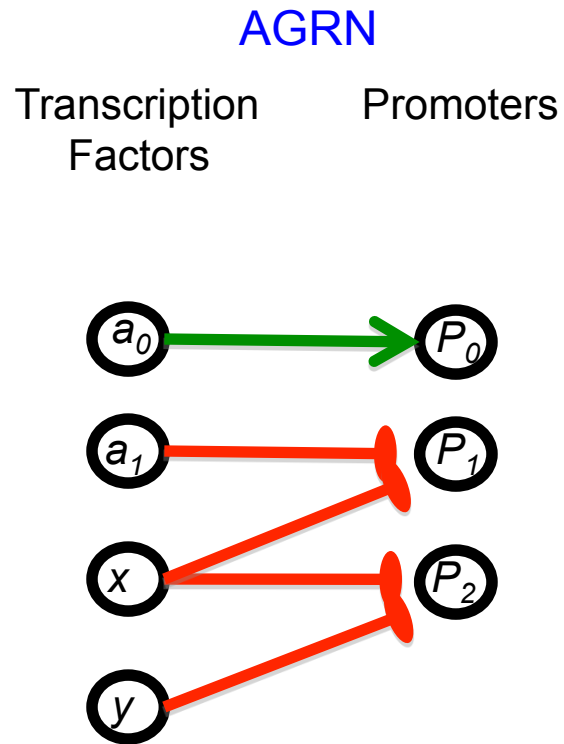 AGRN
Transcription Promoters
Factors
a0 P0
a1 P1
x P2
y